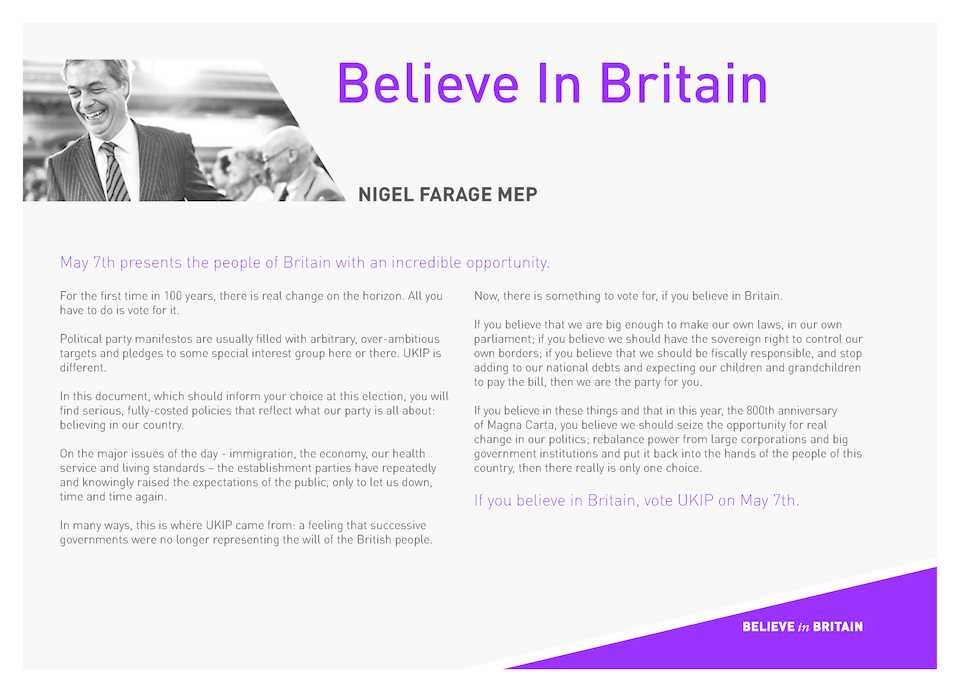 Believe In Britain
NIGEL FARAGE MEP
May 7th presents the people of Britain with an incredible opportunity.
For the first time in 100 years, there is real change on the horizon. All you
have to do is vote for it.
Political party manifestos are usually filled with arbitrary, over-ambitious
targets and pledges to some special interest group here or there. UKIP is
different.
In this document, which should inform your choice at this election, you will
find serious, fully-costed policies that reflect what our party is all about:
believing in our country.
On the major issues of the day - immigration, the economy, our health
service and living standards – the establishment parties have repeatedly
and knowingly raised the expectations of the public, only to let us down,
time and time again.
In many ways, this is where UKIP came from: a feeling that successive
governments were no longer representing the will of the British people.
Now, there is something to vote for, if you believe in Britain.
If you believe that we are big enough to make our own laws, in our own
parliament; if you believe we should have the sovereign right to control our
own borders; if you believe that we should be fiscally responsible, and stop
adding to our national debts and expecting our children and grandchildren
to pay the bill, then we are the party for you.
If you believe in these things and that in this year, the 800th anniversary
of Magna Carta, you believe we should seize the opportunity for real
change in our politics; rebalance power from large corporations and big
government institutions and put it back into the hands of the people of this
country, then there really is only one choice.
If you believe in Britain, vote UKIP on May 7th.
BELIEVE in BRITAIN